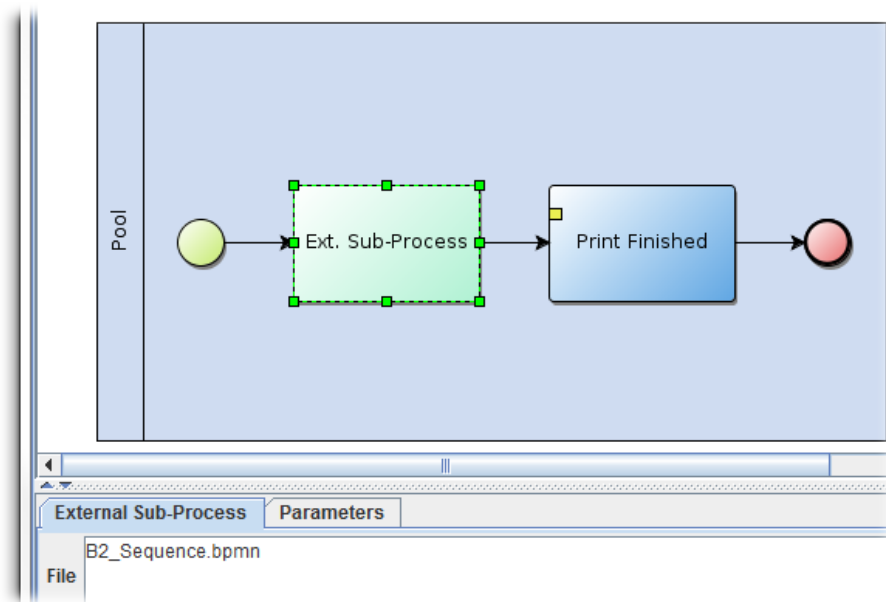 Pool
Ext. Sub-Process
Print Finished
External Sub-Process
Parameters
File
B2_Sequence.bpmn